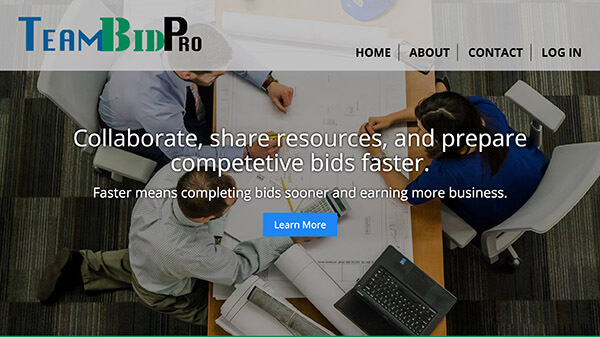 TEAMBIDPRO
HOME ABOUT CONTACT LOG IN
Collaborate, share resources, and prepare
competetive bids faster.
Faster means completing bids sooner and earning more business.
Learn More